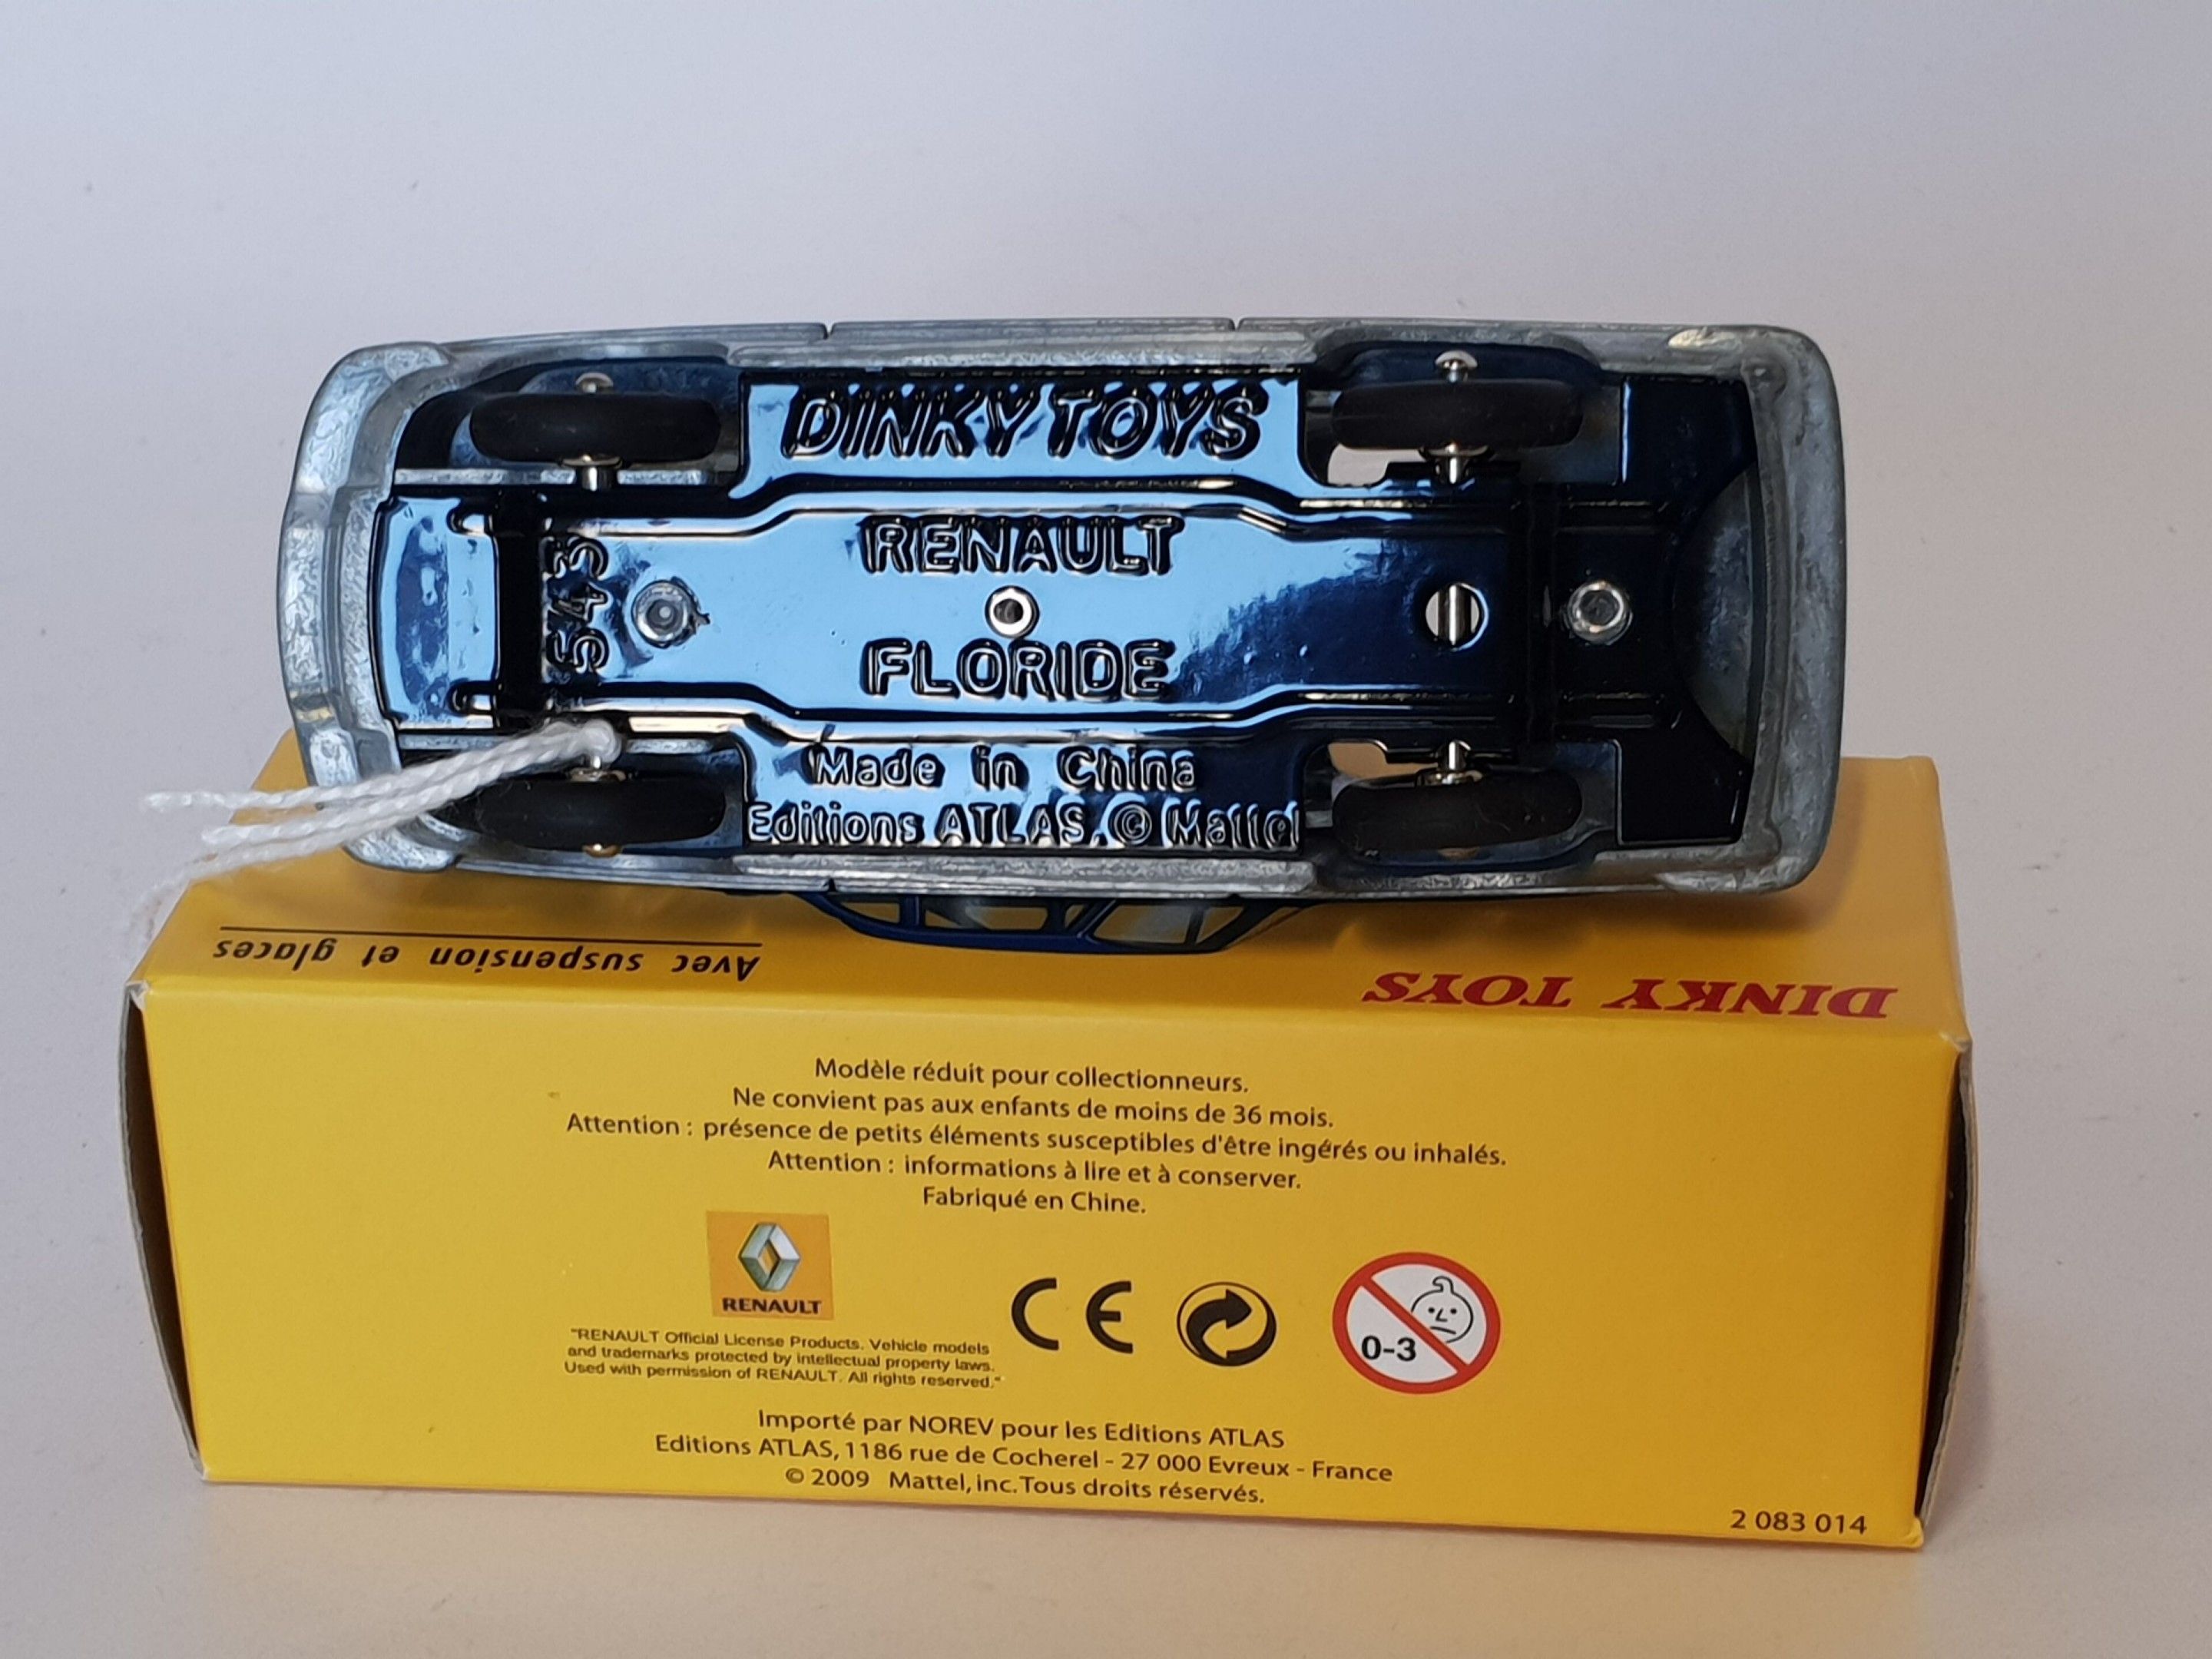 DINKY TOYS
RENAULT
543
FLORIDE
Made in China
Editions ATLAS. © Mattel
Avec suspension et glaces
DINKY TOYS
Modèle réduit pour collectionneurs.
Ne convient pas aux enfants de moins de 36 mois.
Attention : présence de petits éléments susceptibles d'être ingérés ou inhalés.
Attention : informations à lire et à conserver.
Fabriqué en Chine.
RENAULT
CE
0-3
"RENAULT Official License Products. Vehicle models
and trademarks protected by intellectual property laws.
Used with permission of RENAULT. All rights reserved."
Importé par NOREV pour les Editions ATLAS
Editions ATLAS, 1186 rue de Cocherel - 27 000 Evreux - France
© 2009 Mattel, inc. Tous droits réservés.
2 083 014